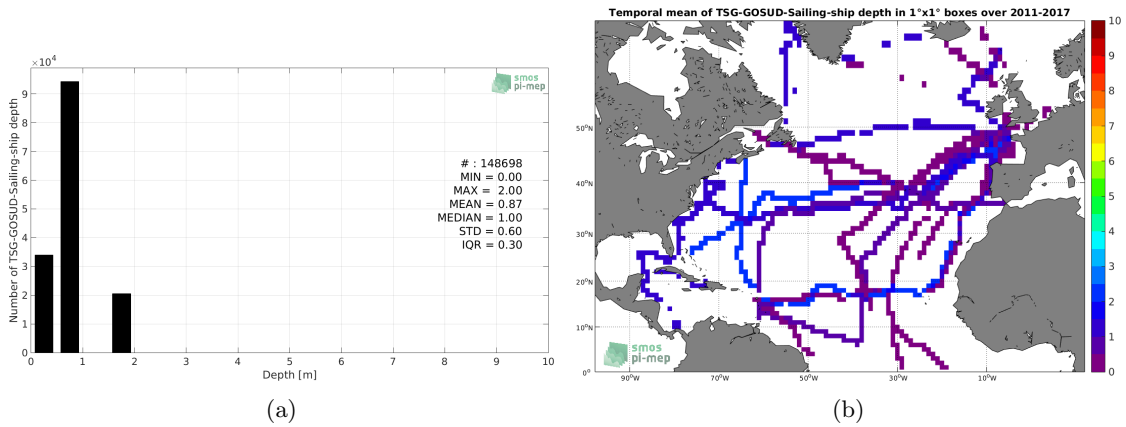 Temporal mean of TSG-GOSUD-Sailing-ship depth in 1°x1° boxes over 2011-2017
×10⁴
Number of TSG-GOSUD-Sailing-ship depth
9
8
7
6
5
4
3
2
1
0
smos
pi-mep
# : 148698
MIN = 0.00
MAX = 2.00
MEAN = 0.87
MEDIAN = 1.00
STD = 0.60
IQR = 0.30
0 1 2 3 4 5 6 7 8 9 10
Depth [m]
(a)
50°N
40°N
30°N
20°N
10°N
0°
90°W 70°W 50°W 30°W 10°W
smos
pi-mep
10
9
8
7
6
5
4
3
2
1
0
(b)